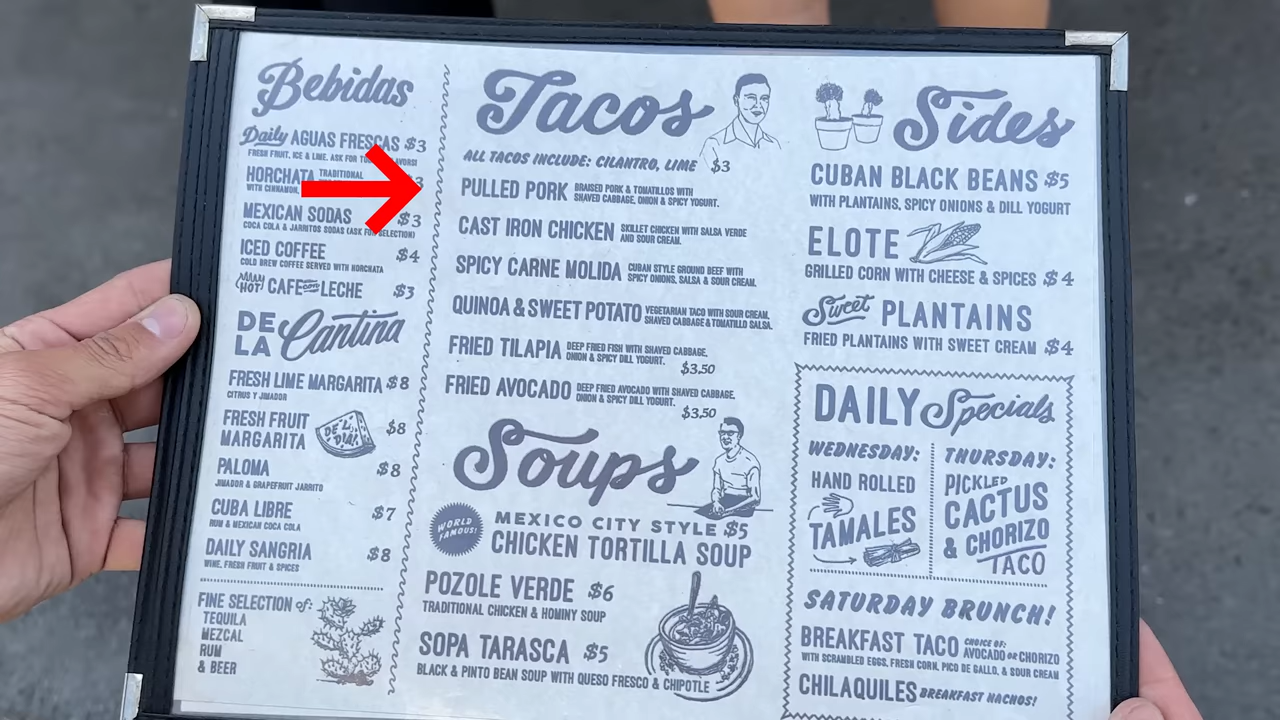 Bebidas
Daily AGUAS FRESCAS $3
FRESH FRUIT, ICE & LIME. ASK FOR
HORCHATA TRADITIONAL
WITH CINNAMON.
MEXICAN SODAS $3
COCA COLA & JARRITOS SODAS (ASK FOR SELECTION)
ICED COFFEE $4
COLD BREW COFFEE SERVED WITH HORCHATA
MIAMI HOT! CAFE con LECHE $3
DE LA Cantina
FRESH LIME MARGARITA $8
CITRUS Y JIMADOR
FRESH FRUIT
MARGARITA $8
DE L. DIA!
PALOMA $8
JIMADOR & GRAPEFRUIT JARRITO
CUBA LIBRE $7
RUM & MEXICAN COCA COLA
DAILY SANGRIA $8
WINE, FRESH FRUIT & SPICES
FINE SELECTION of:
TEQUILA
MEZCAL
RUM
& BEER
Tacos
ALL TACOS INCLUDE: CILANTRO, LIME $3
PULLED PORK BRAISED PORK & TOMATILLOS WITH
SHAVED CABBAGE, ONION & SPICY YOGURT.
CAST IRON CHICKEN SKILLET CHICKEN WITH SALSA VERDE
AND SOUR CREAM.
SPICY CARNE MOLIDA CUBAN STYLE GROUND BEEF WITH
SPICY ONIONS, SALSA & SOUR CREAM.
QUINOA & SWEET POTATO VEGETARIAN TACO WITH SOUR CREAM,
SHAVED CABBAGE & TOMATILLO SALSA.
FRIED TILAPIA DEEP FRIED FISH WITH SHAVED CABBAGE,
ONION & SPICY DILL YOGURT.
$3,50
FRIED AVOCADO DEEP FRIED AVOCADO WITH SHAVED CABBAGE,
ONION & SPICY DILL YOGURT.
$3,50
Soups
WORLD FAMOUS!
MEXICO CITY STYLE $5
CHICKEN TORTILLA SOUP
POZOLE VERDE $6
TRADITIONAL CHICKEN & HOMINY SOUP
SOPA TARASCA $5
BLACK & PINTO BEAN SOUP WITH QUESO FRESCO & CHIPOTLE
Sides
CUBAN BLACK BEANS $5
WITH PLANTAINS, SPICY ONIONS & DILL YOGURT
ELOTE
GRILLED CORN WITH CHEESE & SPICES $4
Sweet PLANTAINS
FRIED PLANTAINS WITH SWEET CREAM $4
DAILY Specials
WEDNESDAY:
HAND ROLLED
TAMALES
THURSDAY:
PICKLED
CACTUS
& CHORIZO
TACO
SATURDAY BRUNCH!
BREAKFAST TACO CHOICE OF: AVOCADO OR CHORIZO
WITH SCRAMBLED EGGS, FRESH CORN, PICO DE GALLO, & SOUR CREAM
CHILAQUILES BREAKFAST NACHOS!